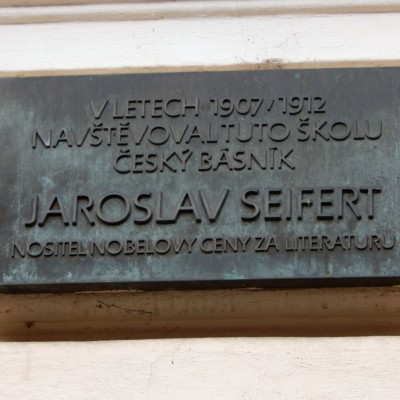 V LETECH 1907/1912
NAVŠTĚVOVAL TUTO ŠKOLU
ČESKÝ BÁSNÍK
JAROSLAV SEIFERT
NOSITEL NOBELOVY CENY ZA LITERATURU